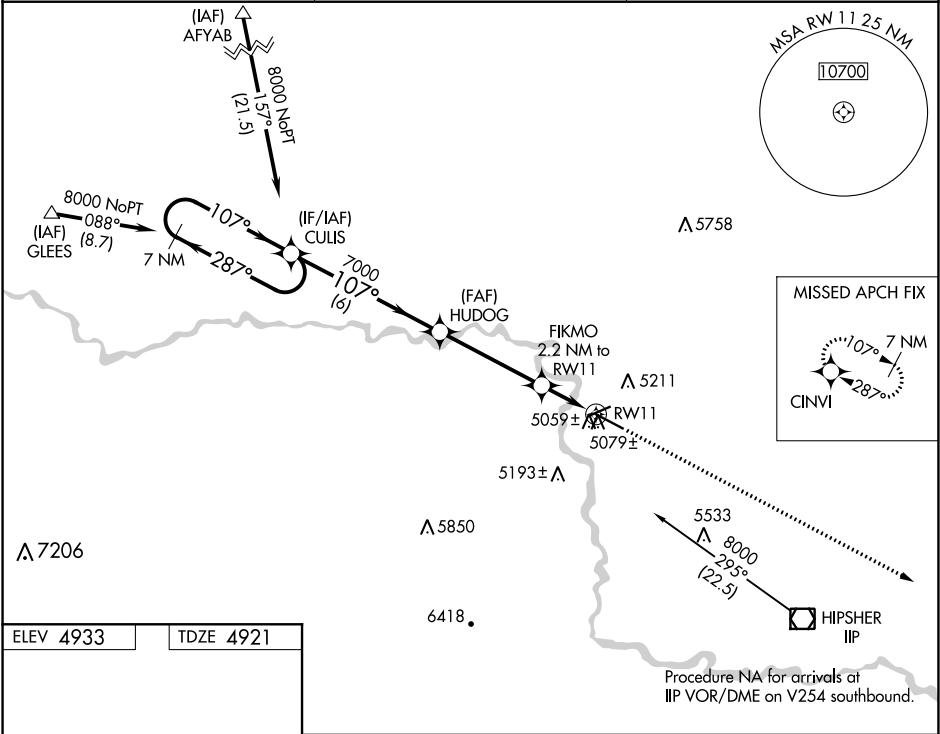 (IAF)
AFYAB
8000 NoPT
157°
(21.5)
MSA RW 11 25 NM
10700
8000 NoPT
088°
(8.7)
(IAF)
GLEES
7 NM
107°
287°
(IF/IAF)
CULIS
7000
107°
(6)
(FAF)
HUDOG
FIKMO
2.2 NM to
RW11
5758
5211
RW11
5059±
5079±
5193±
5850
7206
6418
MISSED APCH FIX
107°
7 NM
287°
CINVI
5533
8000
295°
(22.5)
HIPSHER
IIP
Procedure NA for arrivals at
IIP VOR/DME on V254 southbound.
ELEV 4933
TDZE 4921